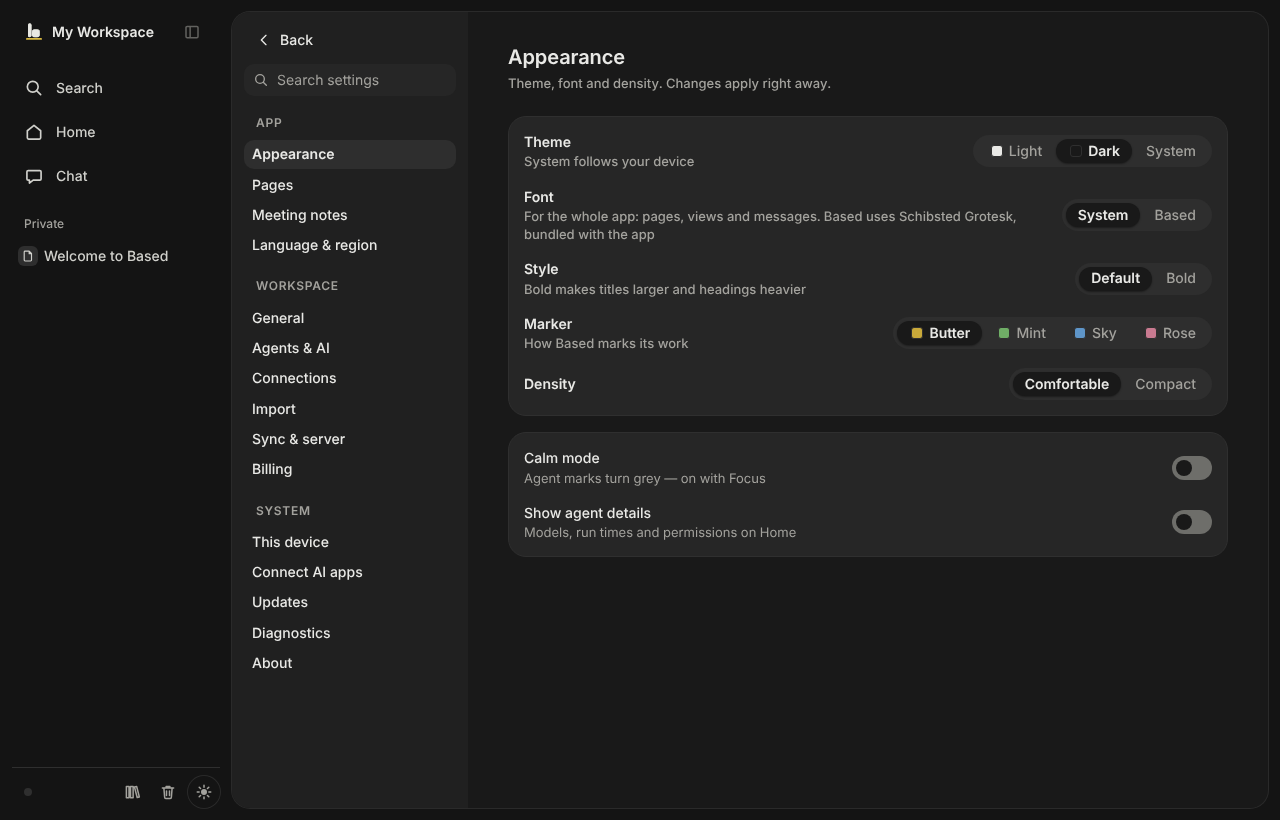 My Workspace
Search
Home
Chat
Private
Welcome to Based
Back
Search settings
APP
Appearance
Pages
Meeting notes
Language & region
WORKSPACE
General
Agents & AI
Connections
Import
Sync & server
Billing
SYSTEM
This device
Connect AI apps
Updates
Diagnostics
About
Appearance
Theme, font and density. Changes apply right away.
Theme
System follows your device
Light Dark System
Font
For the whole app: pages, views and messages. Based uses Schibsted Grotesk,
bundled with the app
System Based
Style
Bold makes titles larger and headings heavier
Default Bold
Marker
How Based marks its work
Butter Mint Sky Rose
Density
Comfortable Compact
Calm mode
Agent marks turn grey — on with Focus
Show agent details
Models, run times and permissions on Home